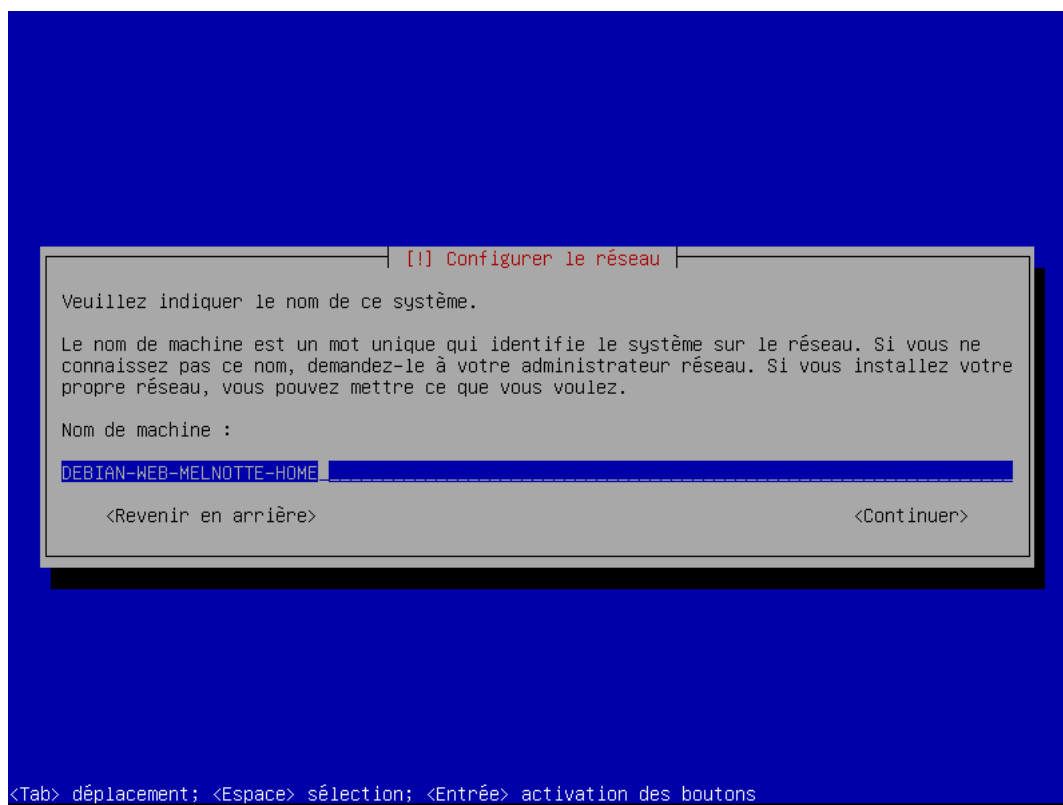 [!] Configurer le réseau
Veuillez indiquer le nom de ce système.
Le nom de machine est un mot unique qui identifie le système sur le réseau. Si vous ne
connaissez pas ce nom, demandez-le à votre administrateur réseau. Si vous installez votre
propre réseau, vous pouvez mettre ce que vous voulez.
Nom de machine :
DEBIAN-WEB-MELNOTTE-HOME
<Revenir en arrière> <Continuer>
<Tab> déplacement; <Espace> sélection; <Entrée> activation des boutons